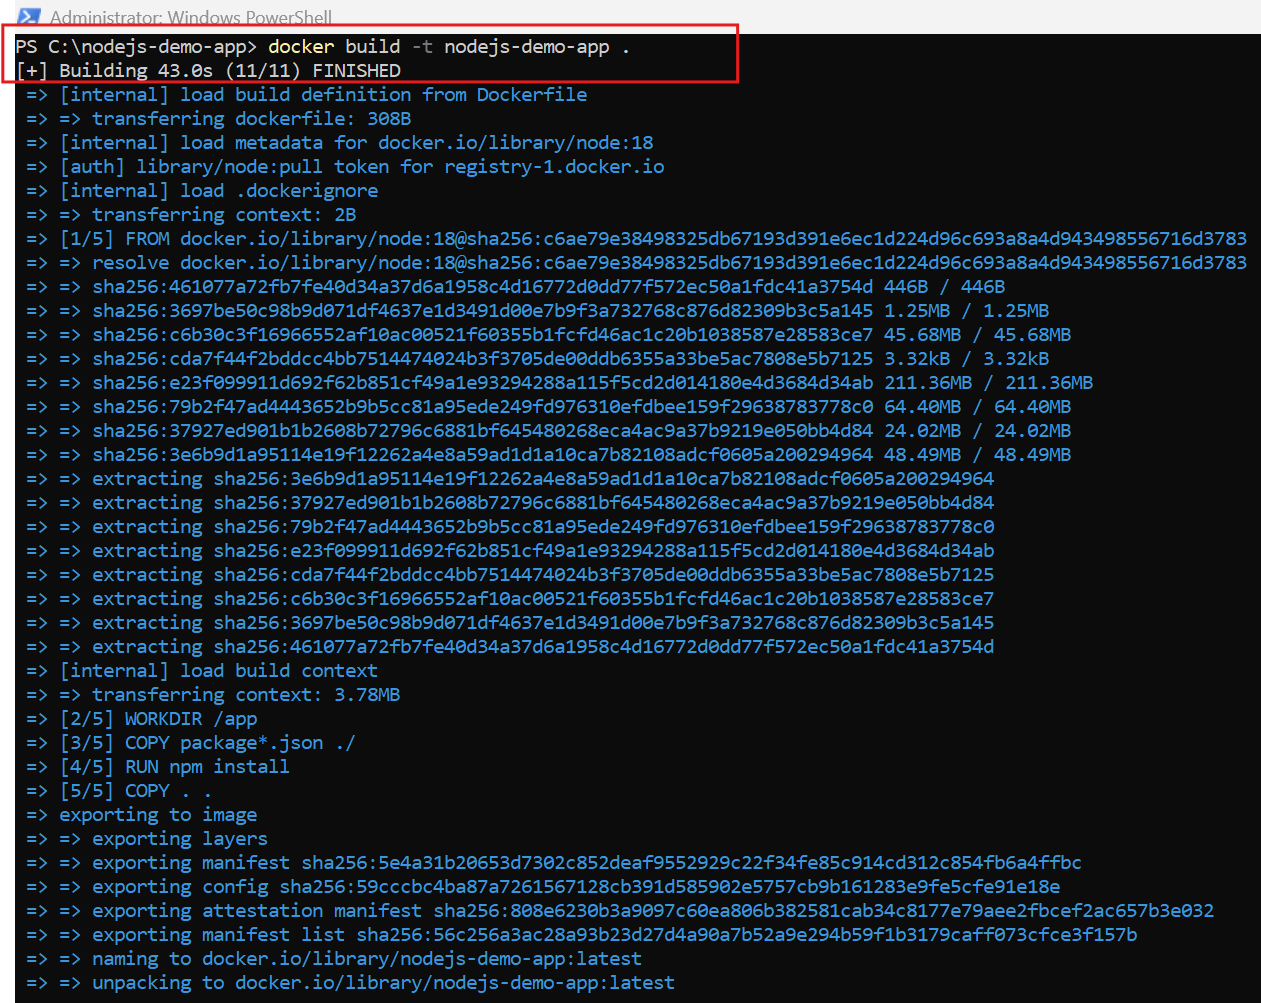 Administrator: Windows PowerShell
PS C:\nodejs-demo-app> docker build -t nodejs-demo-app .
[+] Building 43.0s (11/11) FINISHED
=> [internal] load build definition from Dockerfile
=> => transferring dockerfile: 308B
=> [internal] load metadata for docker.io/library/node:18
=> [auth] library/node:pull token for registry-1.docker.io
=> [internal] load .dockerignore
=> => transferring context: 2B
=> [1/5] FROM docker.io/library/node:18@sha256:c6ae79e38498325db67193d391e6ec1d224d96c693a8a4d943498556716d3783
=> => resolve docker.io/library/node:18@sha256:c6ae79e38498325db67193d391e6ec1d224d96c693a8a4d943498556716d3783
=> => sha256:461077a72fb7fe40d34a37d6a1958c4d16772d0dd77f572ec50a1fdc41a3754d 446B / 446B
=> => sha256:3697be50c98b9d071df4637e1d3491d00e7b9f3a732768c876d82309b3c5a145 1.25MB / 1.25MB
=> => sha256:c6b30c3f16966552af10ac00521f60355b1fcfd46ac1c20b1038587e28583ce7 45.68MB / 45.68MB
=> => sha256:cda7f44f2bddcc4bb7514474024b3f3705de00ddb6355a33be5ac7808e5b7125 3.32kB / 3.32kB
=> => sha256:e23f099911d692f62b851cf49a1e93294288a115f5cd2d014180e4d3684d34ab 211.36MB / 211.36MB
=> => sha256:79b2f47ad4443652b9b5cc81a95ede249fd976310efdbee159f29638783778c0 64.40MB / 64.40MB
=> => sha256:37927ed901b1b2608b72796c6881bf645480268eca4ac9a37b9219e050bb4d84 24.02MB / 24.02MB
=> => sha256:3e6b9d1a95114e19f12262a4e8a59ad1d1a10ca7b82108adcf0605a200294964 48.49MB / 48.49MB
=> => extracting sha256:3e6b9d1a95114e19f12262a4e8a59ad1d1a10ca7b82108adcf0605a200294964
=> => extracting sha256:37927ed901b1b2608b72796c6881bf645480268eca4ac9a37b9219e050bb4d84
=> => extracting sha256:79b2f47ad4443652b9b5cc81a95ede249fd976310efdbee159f29638783778c0
=> => extracting sha256:e23f099911d692f62b851cf49a1e93294288a115f5cd2d014180e4d3684d34ab
=> => extracting sha256:cda7f44f2bddcc4bb7514474024b3f3705de00ddb6355a33be5ac7808e5b7125
=> => extracting sha256:c6b30c3f16966552af10ac00521f60355b1fcfd46ac1c20b1038587e28583ce7
=> => extracting sha256:3697be50c98b9d071df4637e1d3491d00e7b9f3a732768c876d82309b3c5a145
=> => extracting sha256:461077a72fb7fe40d34a37d6a1958c4d16772d0dd77f572ec50a1fdc41a3754d
=> [internal] load build context
=> => transferring context: 3.78MB
=> [2/5] WORKDIR /app
=> [3/5] COPY package*.json ./
=> [4/5] RUN npm install
=> [5/5] COPY . .
=> exporting to image
=> => exporting layers
=> => exporting manifest sha256:5e4a31b20653d7302c852deaf9552929c22f34fe85c914cd312c854fb6a4ffbc
=> => exporting config sha256:59cccbc4ba87a7261567128cb391d585902e5757cb9b161283e9fe5cfe91e18e
=> => exporting attestation manifest sha256:808e6230b3a9097c60ea806b382581cab34c8177e79aee2fbcef2ac657b3e032
=> => exporting manifest list sha256:56c256a3ac28a93b23d27d4a90a7b52a9e294b59f1b3179caff073cfce3f157b
=> => naming to docker.io/library/nodejs-demo-app:latest
=> => unpacking to docker.io/library/nodejs-demo-app:latest